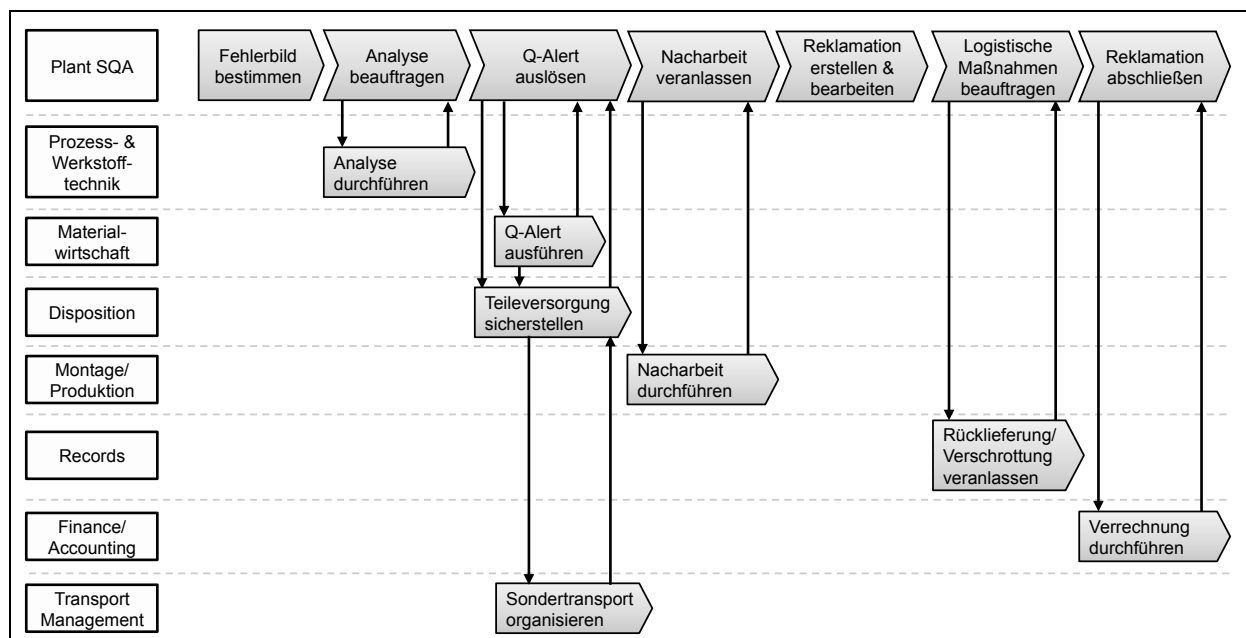 Plant SQA
Fehlerbild
bestimmen
Analyse
beauftragen
Q-Alert
auslösen
Nacharbeit
veranlassen
Reklamation
erstellen &
bearbeiten
Logistische
Maßnahmen
beauftragen
Reklamation
abschließen
Prozess- &
Werkstoff-
technik
Analyse
durchführen
Material-
wirtschaft
Q-Alert
ausführen
Disposition
Teileversorgung
sicherstellen
Montage/
Produktion
Nacharbeit
durchführen
Records
Rücklieferung/
Verschrottung
veranlassen
Finance/
Accounting
Verrechnung
durchführen
Transport
Management
Sondertransport
organisieren